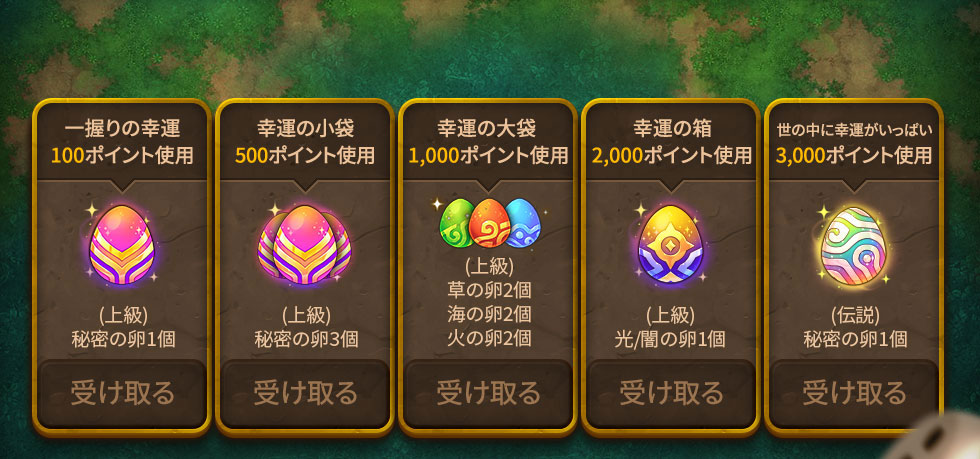 一握りの幸運
100ポイント使用
(上級)
秘密の卵1個
受け取る
幸運の小袋
500ポイント使用
(上級)
秘密の卵3個
受け取る
幸運の大袋
1,000ポイント使用
(上級)
草の卵2個
海の卵2個
火の卵2個
受け取る
幸運の箱
2,000ポイント使用
(上級)
光/闇の卵1個
受け取る
世の中に幸運がいっぱい
3,000ポイント使用
(伝説)
秘密の卵1個
受け取る